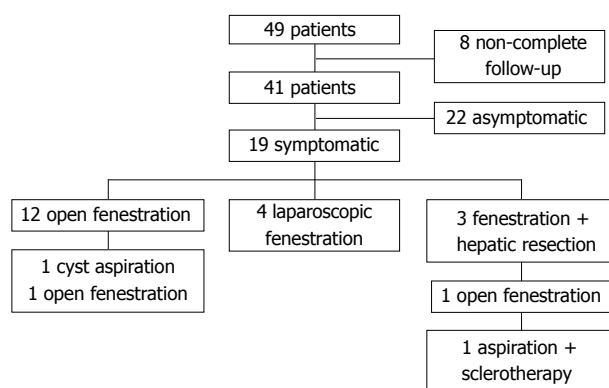 49 patients
8 non-complete
follow-up
41 patients
22 asymptomatic
19 symptomatic
12 open fenestration
4 laparoscopic
fenestration
3 fenestration +
hepatic resection
1 cyst aspiration
1 open fenestration
1 open fenestration
1 aspiration +
sclerotherapy